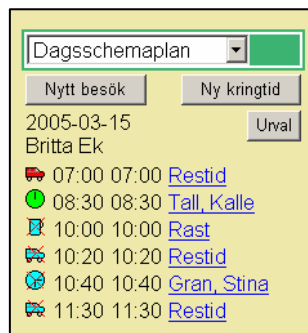 Dagsschemaplan
Nytt besök Ny kringtid
2005-03-15 Urval
Britta Ek
07:00 07:00 Restid
08:30 08:30 Tall, Kalle
10:00 10:00 Rast
10:20 10:20 Restid
10:40 10:40 Gran, Stina
11:30 11:30 Restid